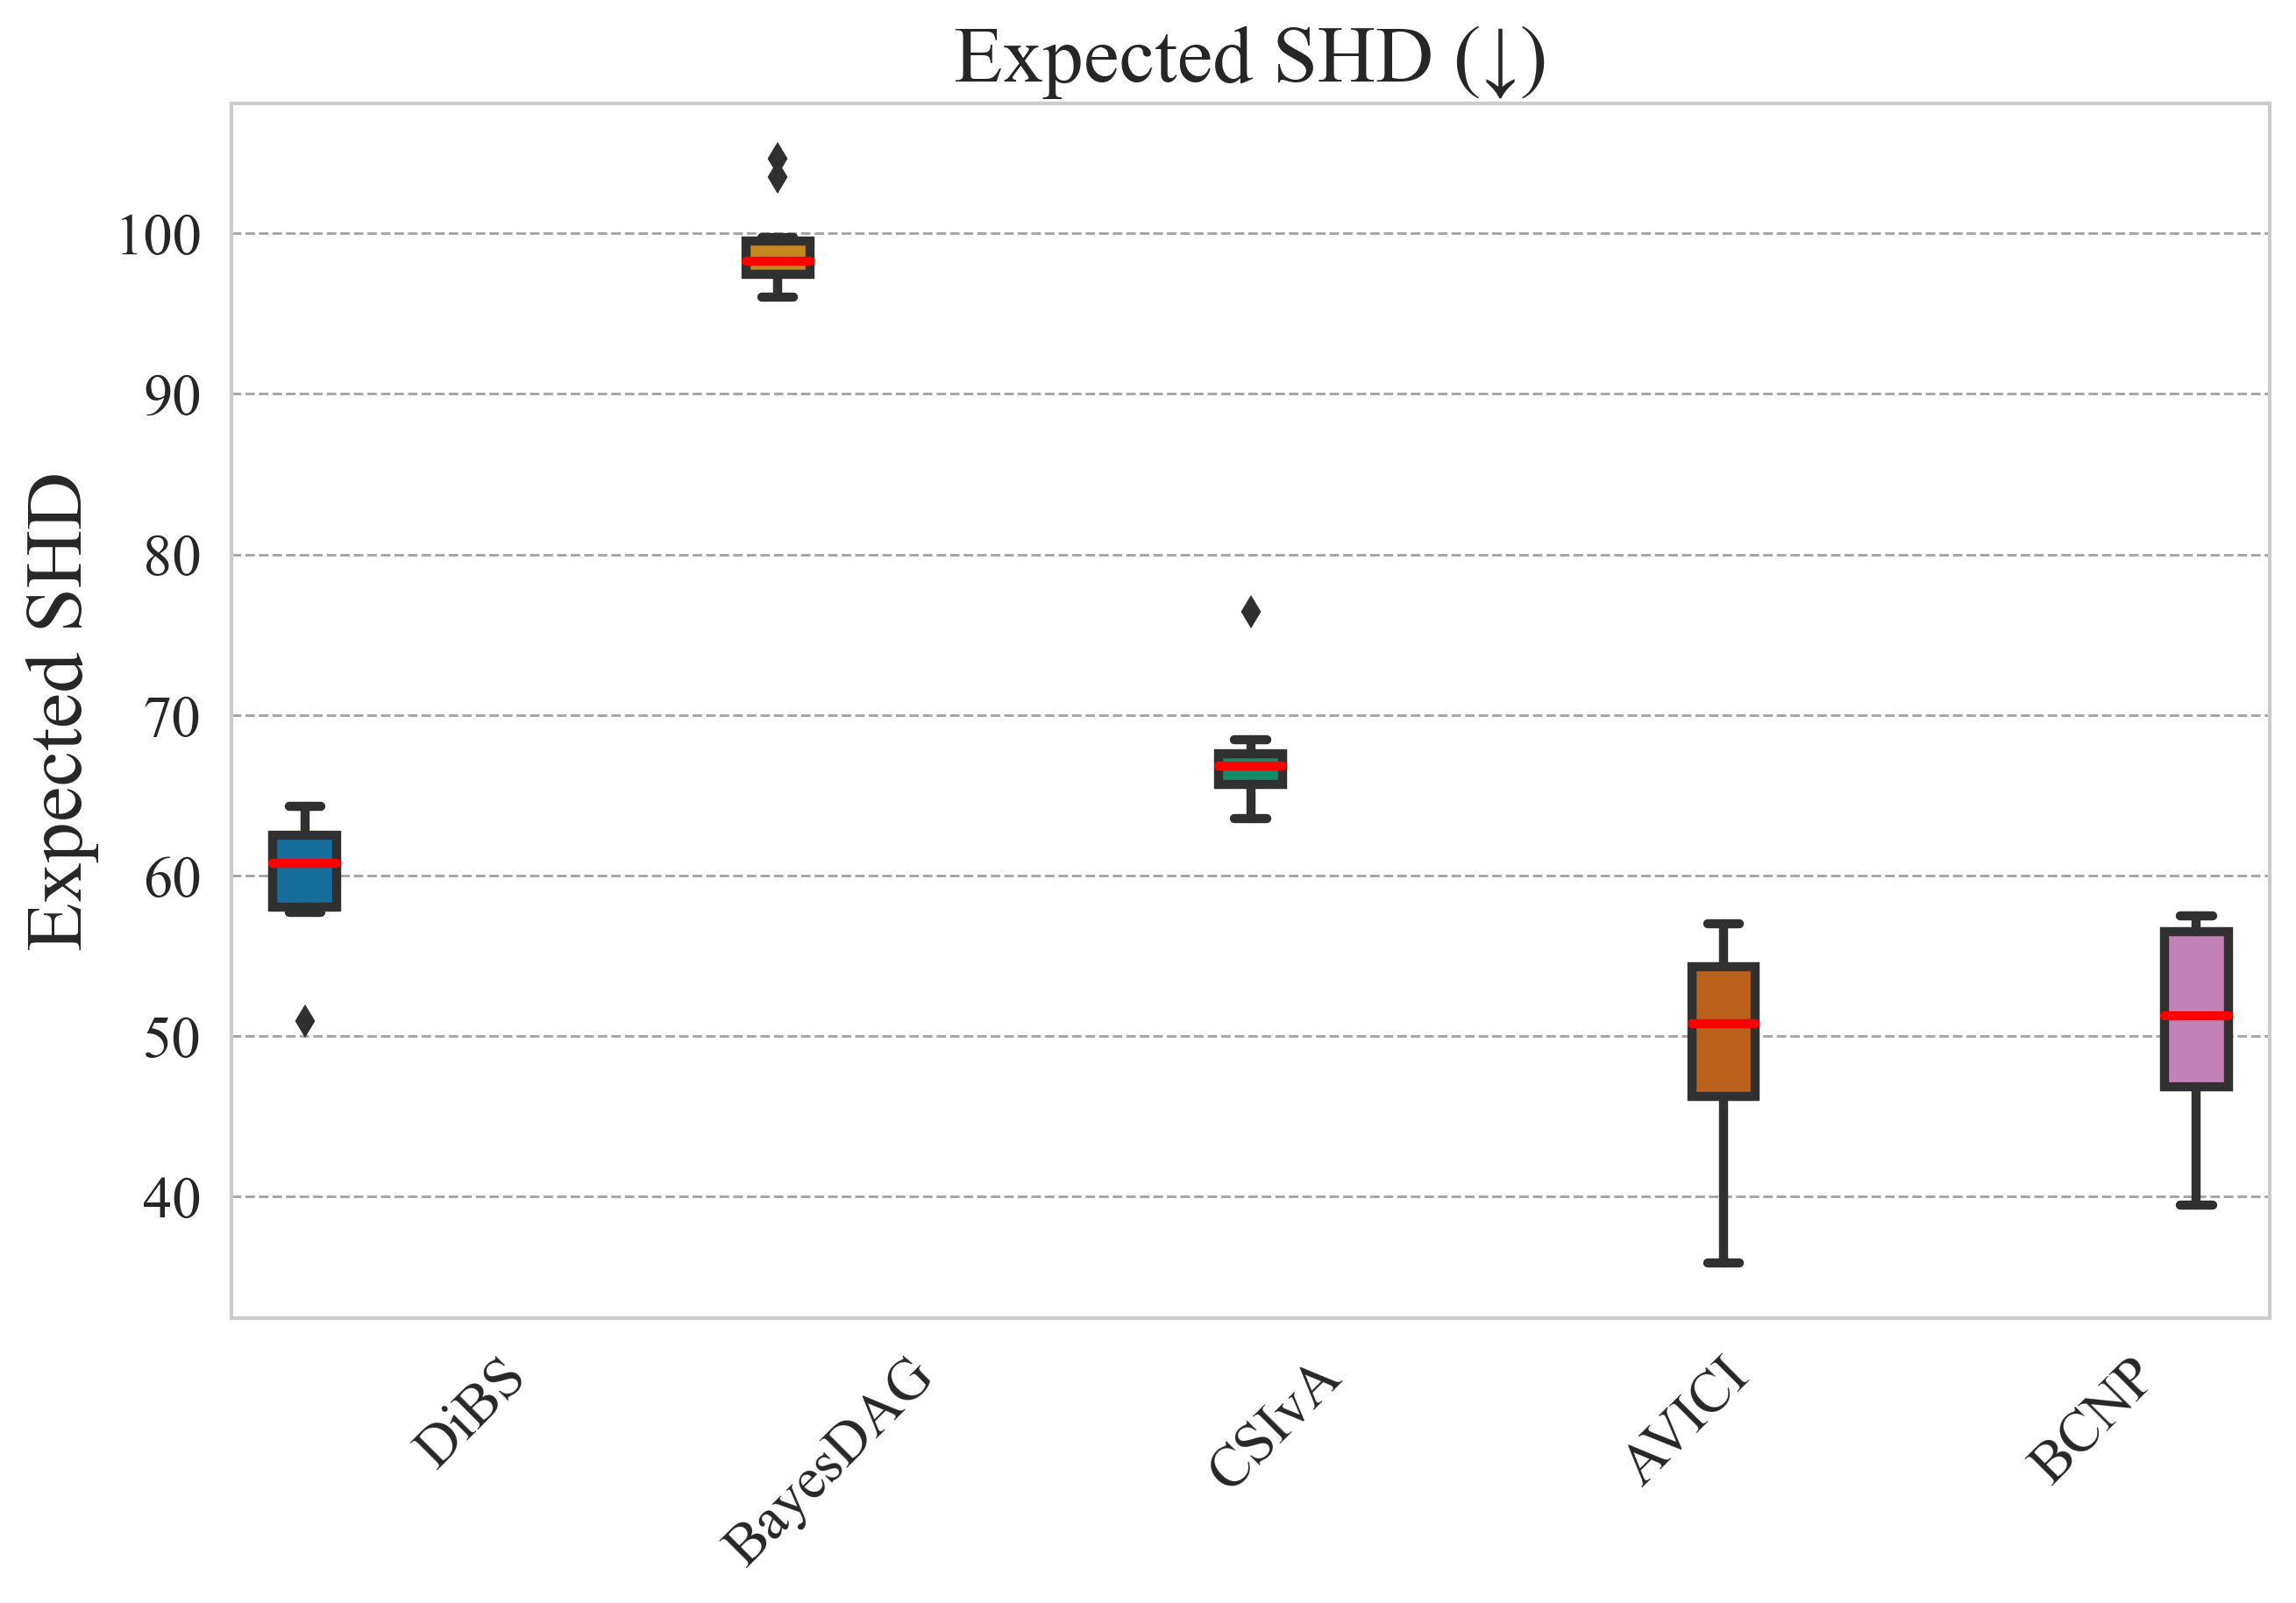 Expected SHD (↓)
Expected SHD
100
90
80
70
60
50
40
DiBS
BayesDAG
CSIvA
AVICI
BCNP